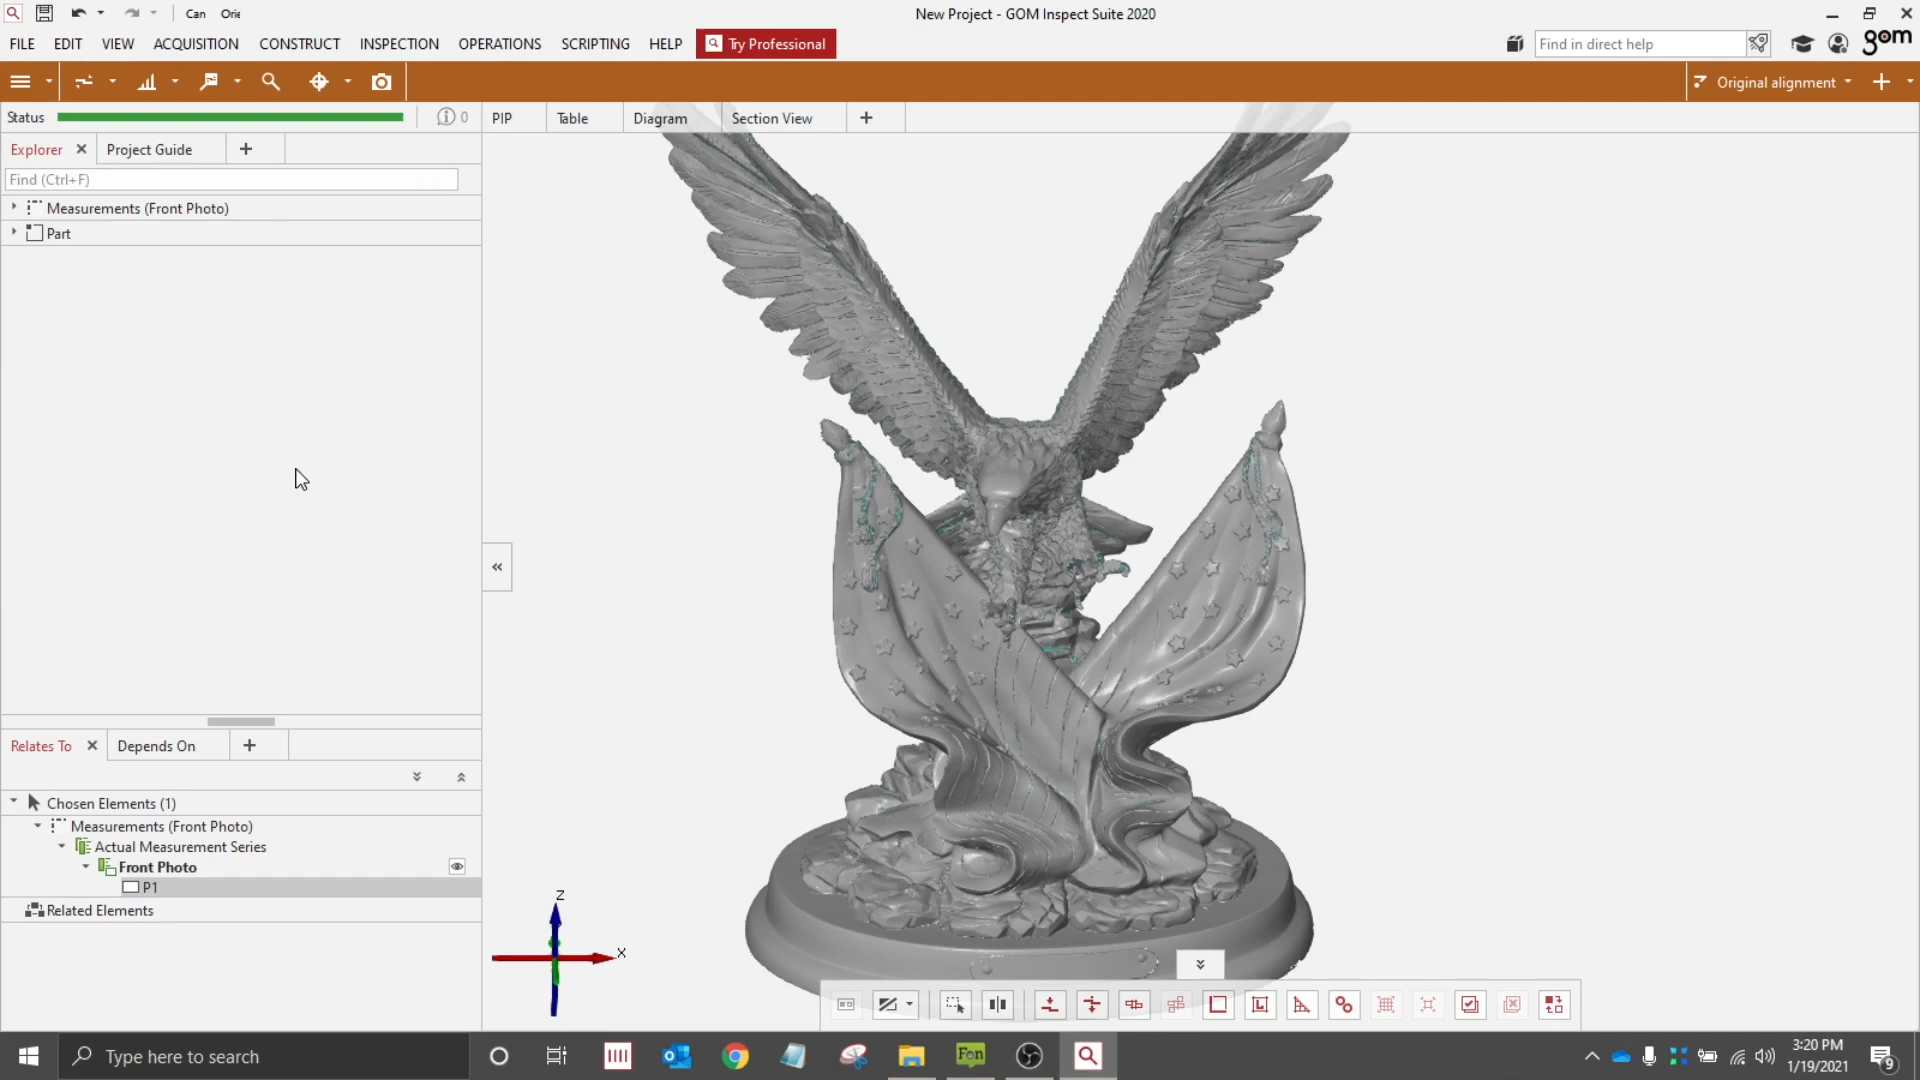 Can Orie
New Project - GOM Inspect Suite 2020
FILE EDIT VIEW ACQUISITION CONSTRUCT INSPECTION OPERATIONS SCRIPTING HELP Try Professional
Find in direct help
gom
Original alignment
Status
0
PIP Table Diagram Section View
Explorer Project Guide
Find (Ctrl+F)
Measurements (Front Photo)
Part
Relates To Depends On
Chosen Elements (1)
Measurements (Front Photo)
Actual Measurement Series
Front Photo
P1
Related Elements
Z
X
Type here to search
Fon
3:20 PM
1/19/2021
9